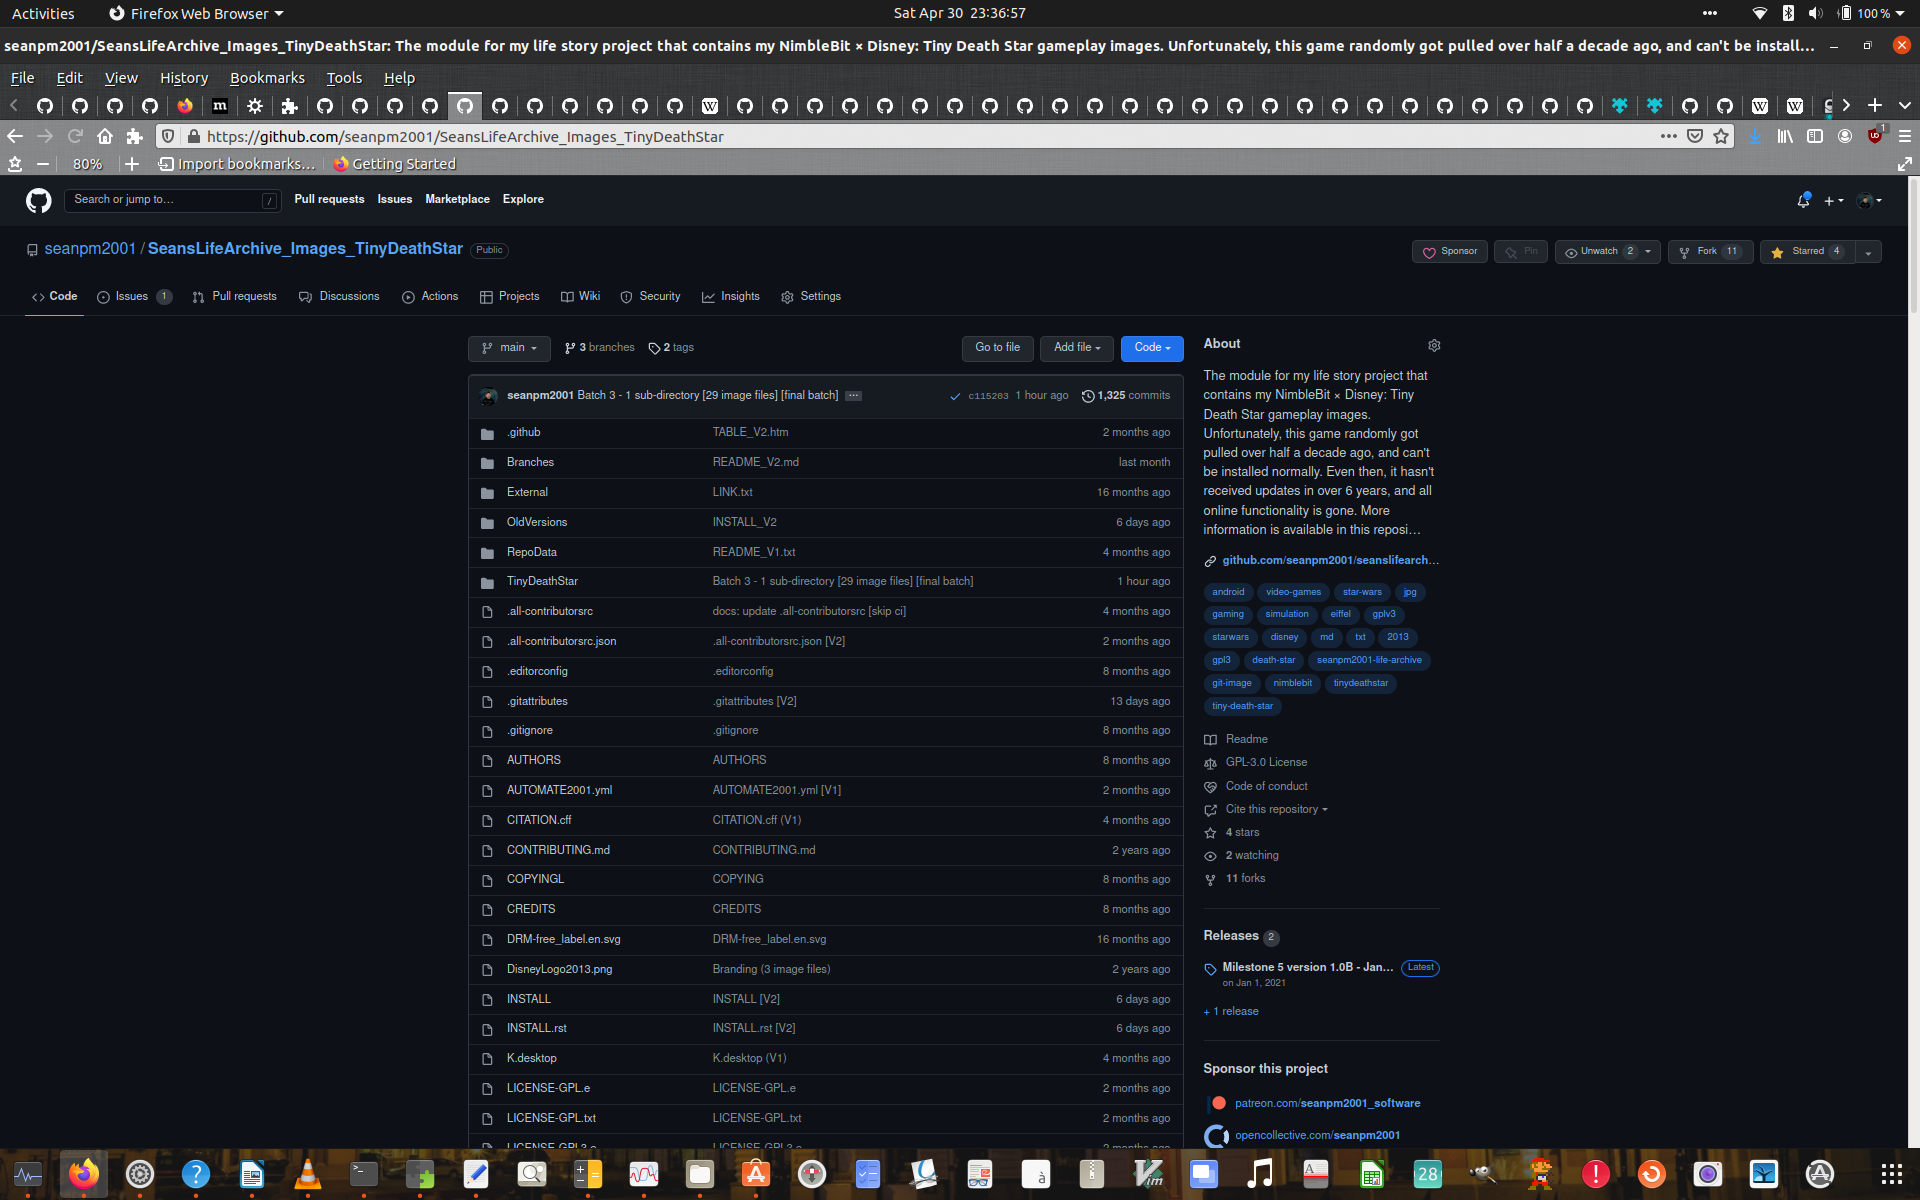 Activities Firefox Web Browser Sat Apr 30 23:36:57 100 %
seanpm2001/SeansLifeArchive_Images_TinyDeathStar: The module for my life story project that contains my NimbleBit × Disney: Tiny Death Star gameplay images. Unfortunately, this game randomly got pulled over half a decade ago, and can't be install...
File Edit View History Bookmarks Tools Help
https://github.com/seanpm2001/SeansLifeArchive_Images_TinyDeathStar
80% Import bookmarks... Getting Started
Search or jump to... / Pull requests Issues Marketplace Explore
seanpm2001 / SeansLifeArchive_Images_TinyDeathStar Public Sponsor Pin Unwatch 2 Fork 11 Starred 4
Code Issues 1 Pull requests Discussions Actions Projects Wiki Security Insights Settings
main 3 branches 2 tags Go to file Add file Code
seanpm2001 Batch 3 - 1 sub-directory [29 image files] [final batch] ... c115203 1 hour ago 1,325 commits
.github TABLE_V2.htm 2 months ago
Branches README_V2.md last month
External LINK.txt 16 months ago
OldVersions INSTALL_V2 6 days ago
RepoData README_V1.txt 4 months ago
TinyDeathStar Batch 3 - 1 sub-directory [29 image files] [final batch] 1 hour ago
.all-contributorsrc docs: update .all-contributorsrc [skip ci] 4 months ago
.all-contributorsrc.json .all-contributorsrc.json [V2] 2 months ago
.editorconfig .editorconfig 8 months ago
.gitattributes .gitattributes [V2] 13 days ago
.gitignore .gitignore 8 months ago
AUTHORS AUTHORS 8 months ago
AUTOMATE2001.yml AUTOMATE2001.yml [V1] 2 months ago
CITATION.cff CITATION.cff (V1) 4 months ago
CONTRIBUTING.md CONTRIBUTING.md 2 years ago
COPYINGL COPYING 8 months ago
CREDITS CREDITS 8 months ago
DRM-free_label.en.svg DRM-free_label.en.svg 16 months ago
DisneyLogo2013.png Branding (3 image files) 2 years ago
INSTALL INSTALL [V2] 6 days ago
INSTALL.rst INSTALL.rst [V2] 6 days ago
K.desktop K.desktop (V1) 4 months ago
LICENSE-GPL.e LICENSE-GPL.e 2 months ago
LICENSE-GPL.txt LICENSE-GPL.txt 2 months ago
LICENSE-GPL3.e LICENSE-GPL3.e 2 months ago
About
The module for my life story project that
contains my NimbleBit × Disney: Tiny
Death Star gameplay images.
Unfortunately, this game randomly got
pulled over half a decade ago, and can't
be installed normally. Even then, it hasn't
received updates in over 6 years, and all
online functionality is gone. More
information is available in this reposi...
github.com/seanpm2001/seanslifearch...
android video-games star-wars jpg
gaming simulation eiffel gplv3
starwars disney md txt 2013
gpl3 death-star seanpm2001-life-archive
git-image nimblebit tinydeathstar
tiny-death-star
Readme
GPL-3.0 License
Code of conduct
Cite this repository
4 stars
2 watching
11 forks
Releases 2
Milestone 5 version 1.0B - Jan... Latest
on Jan 1, 2021
+ 1 release
Sponsor this project
patreon.com/seanpm2001_software
opencollective.com/seanpm2001
28